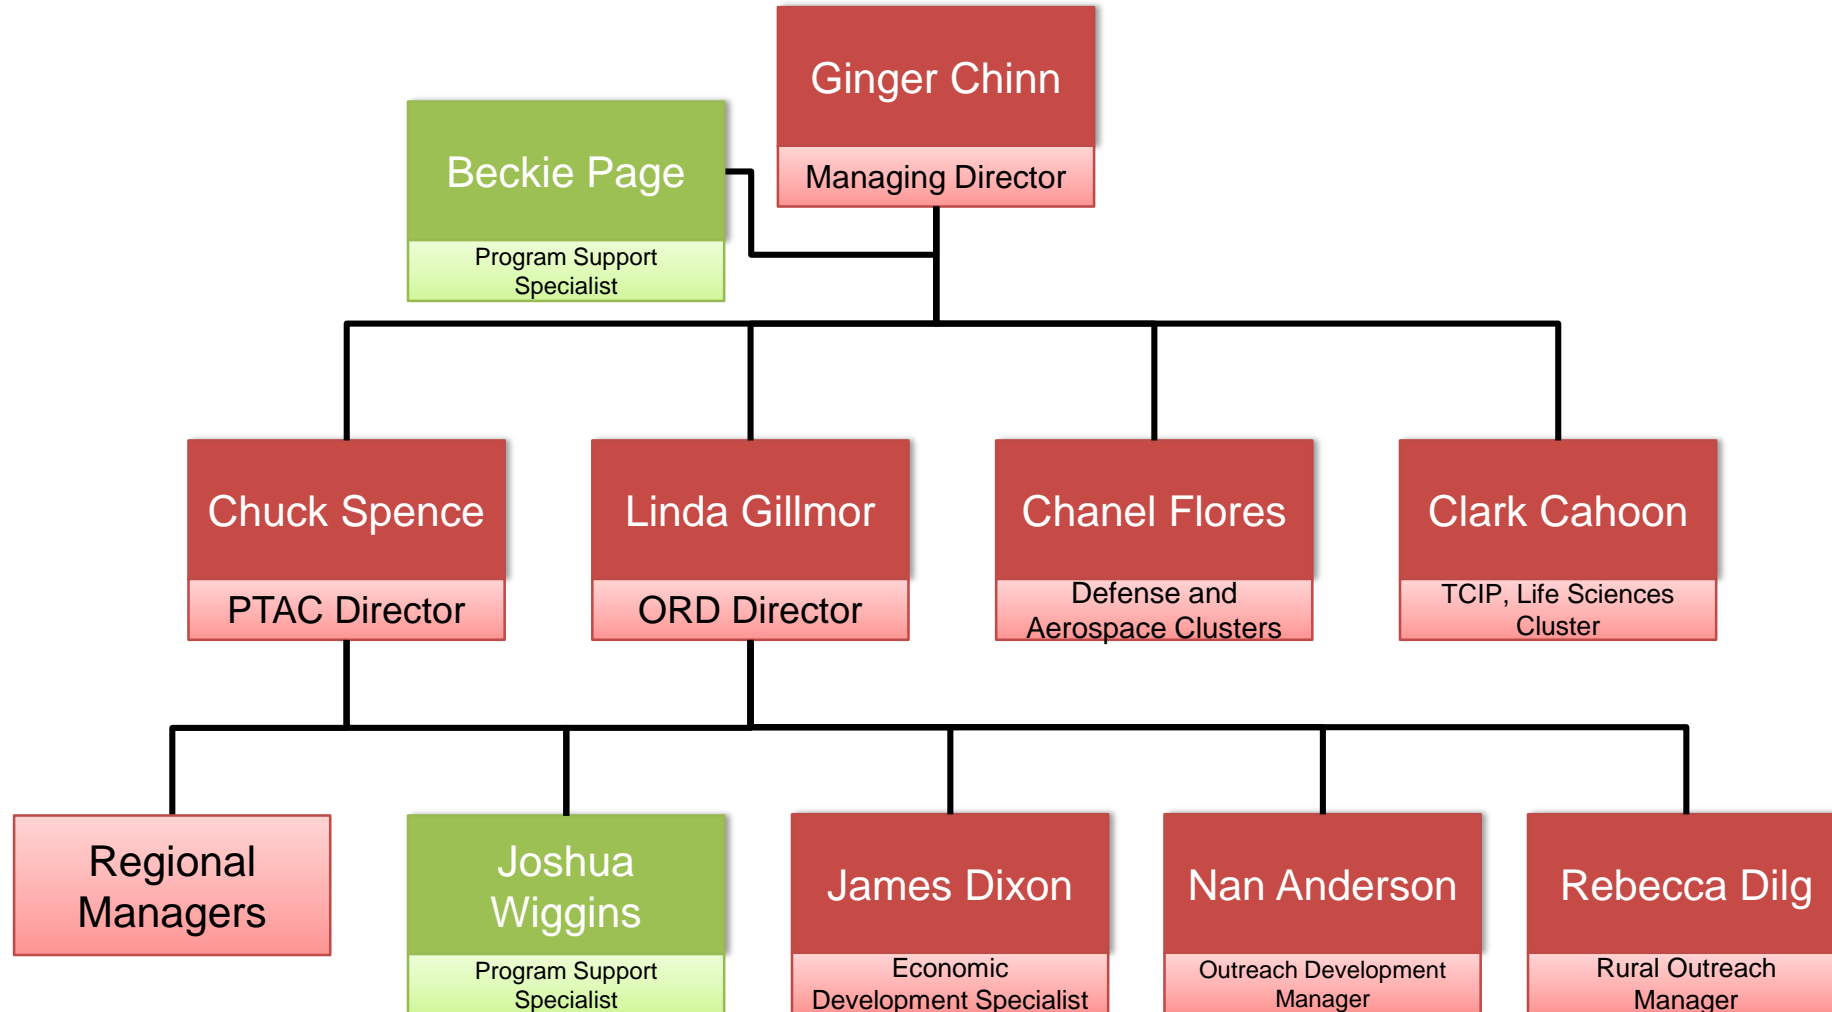 Ginger Chinn
Managing Director
Beckie Page
Program Support
Specialist
Chuck Spence
PTAC Director
Linda Gillmor
ORD Director
Chanel Flores
Defense and
Aerospace Clusters
Clark Cahoon
TCIP, Life Sciences
Cluster
Regional
Managers
Joshua
Wiggins
Program Support
Specialist
James Dixon
Economic
Development Specialist
Nan Anderson
Outreach Development
Manager
Rebecca Dilg
Rural Outreach
Manager